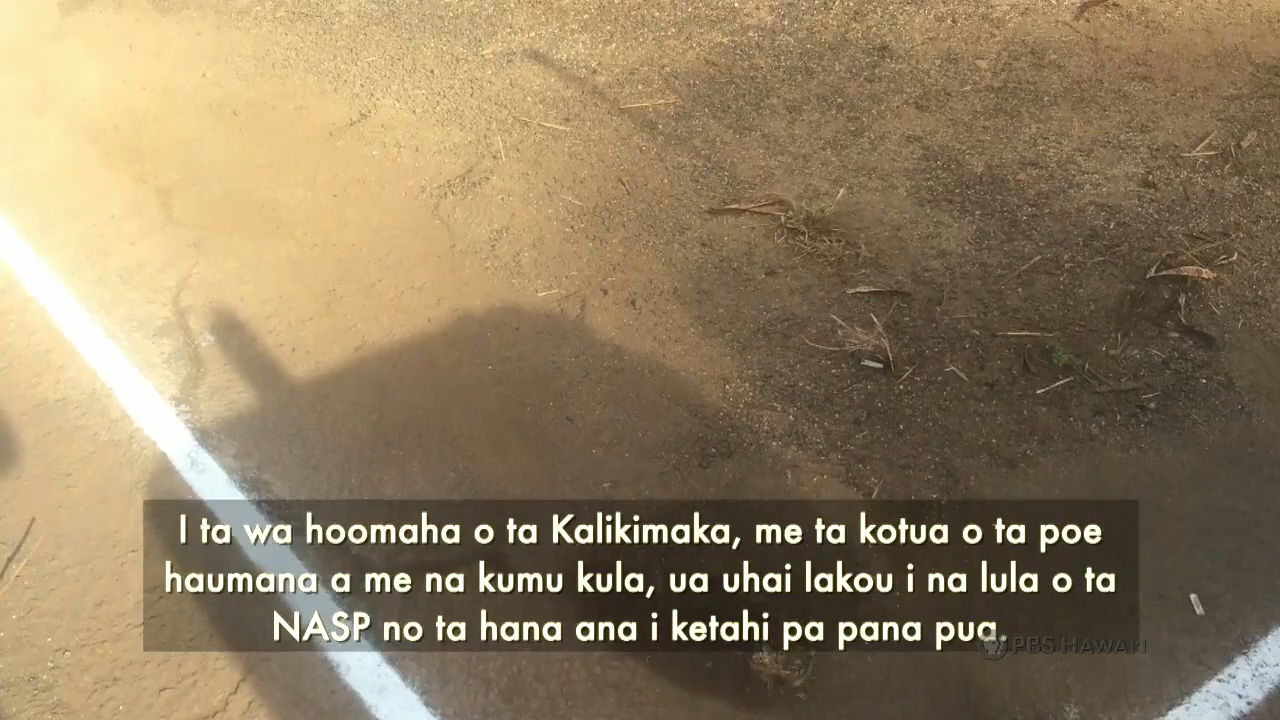 I ta wa hoomaha o ta Kalikimaka, me ta kotua o ta poe
haumana a me na kumu kula, ua uhai lakou i na lula o ta
NASP no ta hana ana i ketahi pa pana pua.
PBS HAWAI'I